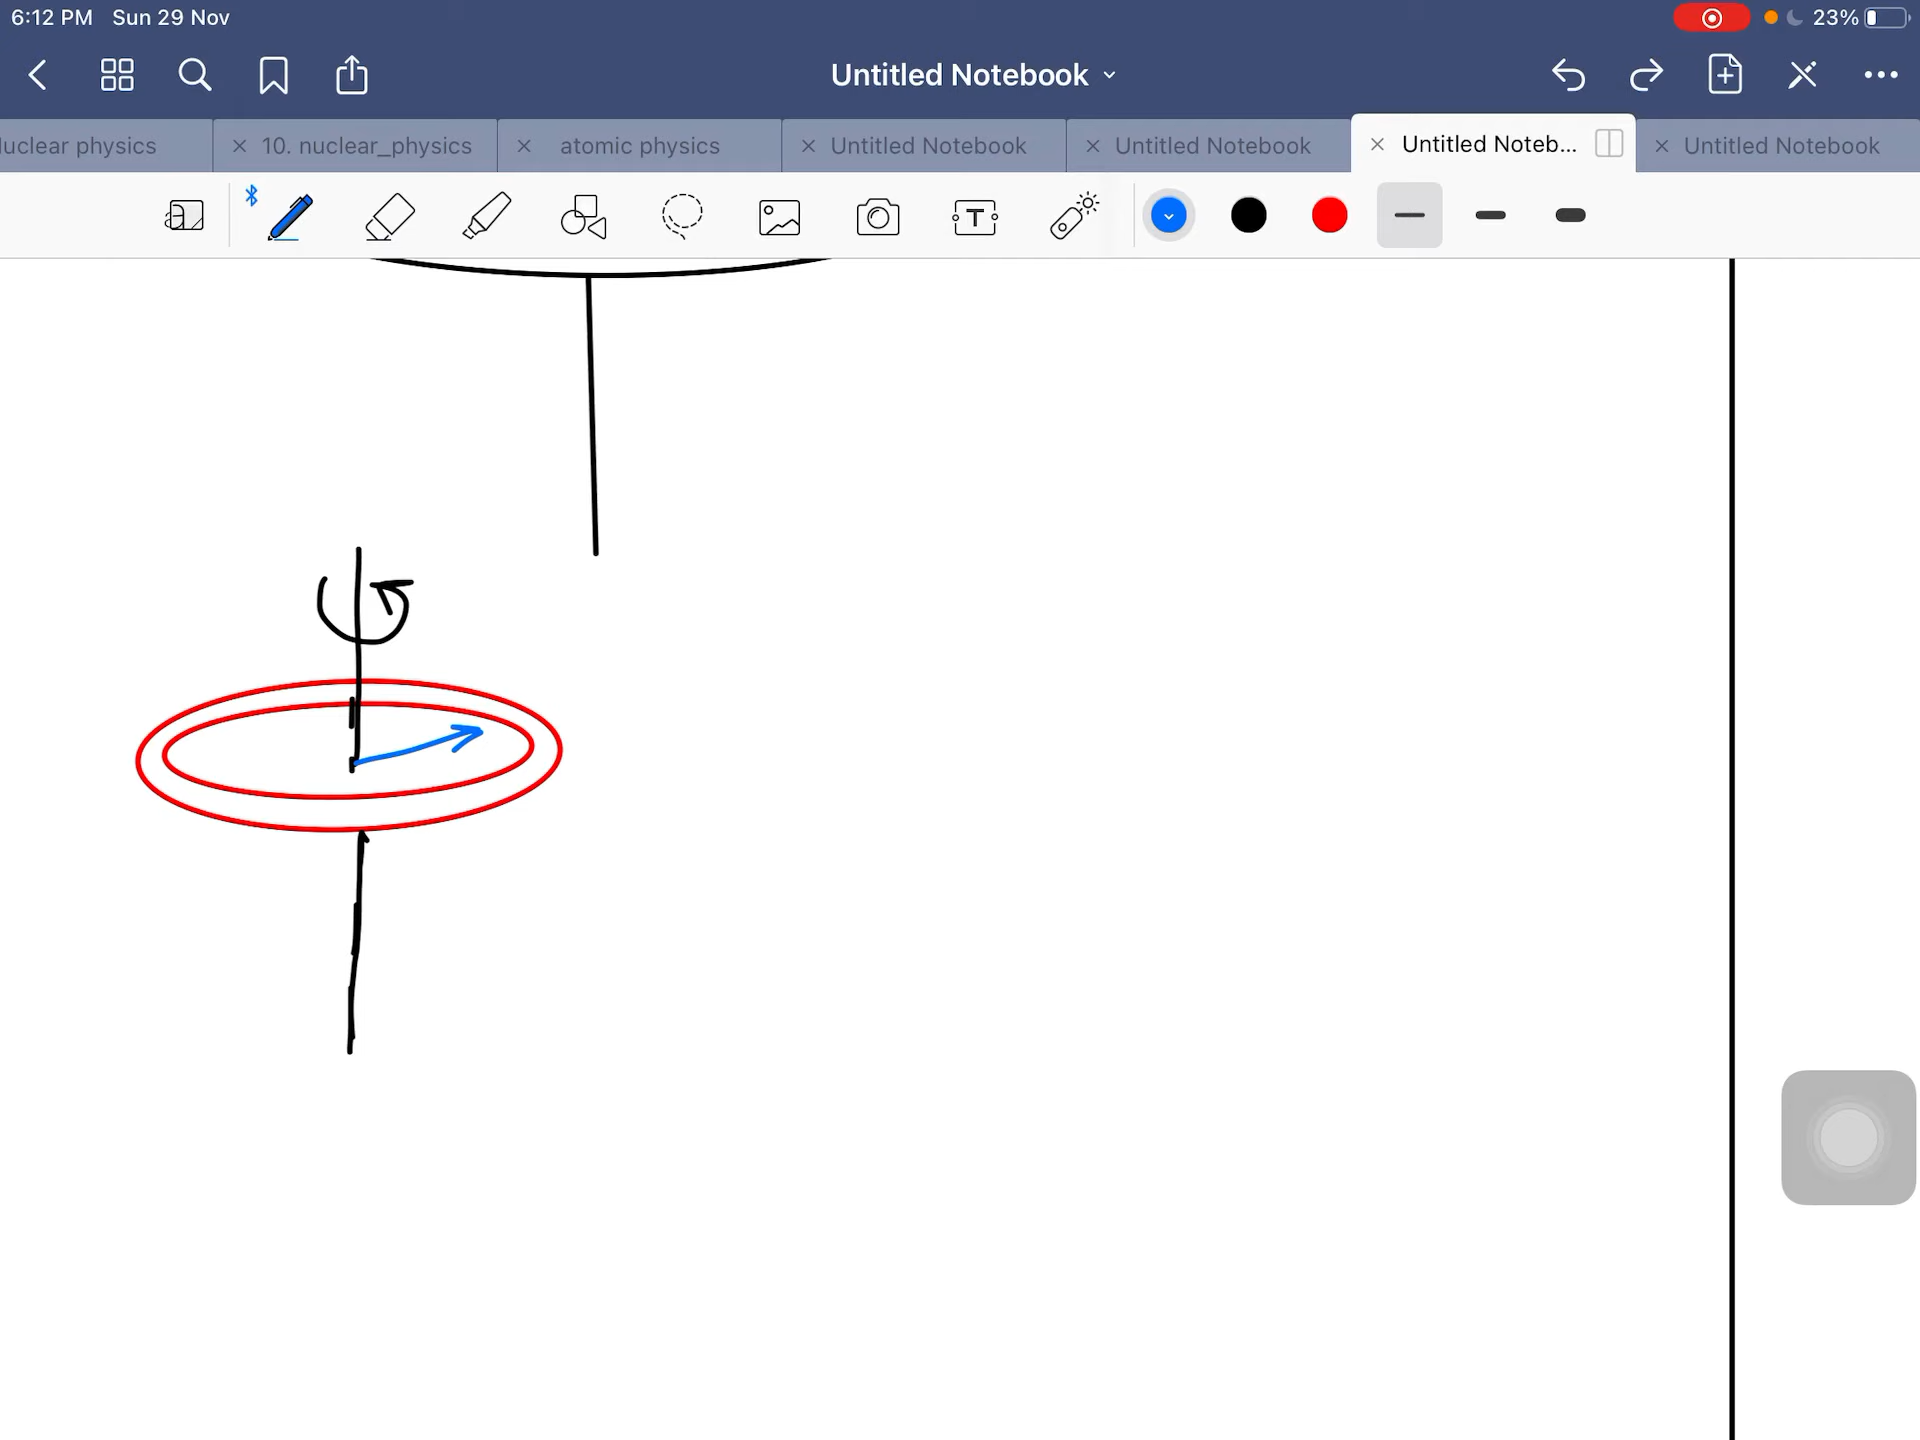 6:12 PM Sun 29 Nov 23%
Untitled Notebook
luclear physics 10. nuclear_physics atomic physics Untitled Notebook Untitled Notebook Untitled Noteb... Untitled Notebook
a T